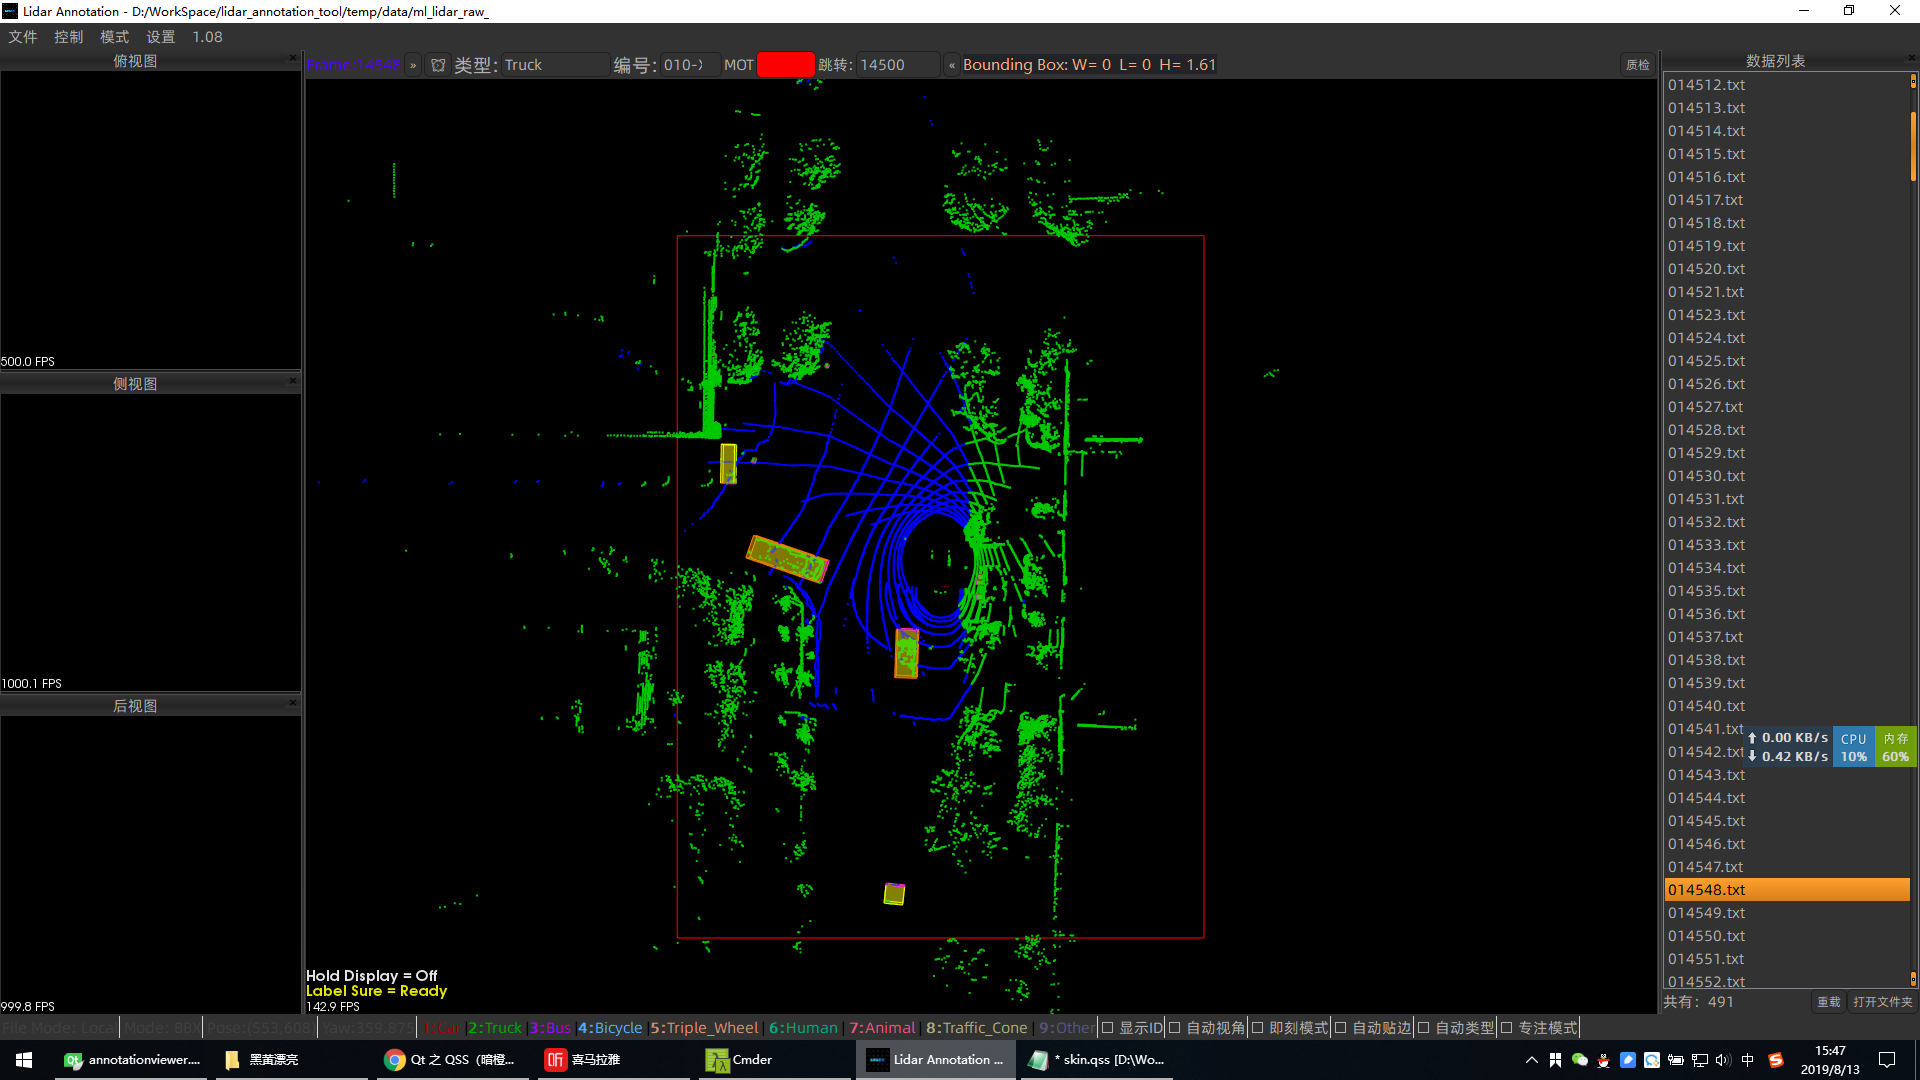 Lidar Annotation - D:/WorkSpace/lidar_annotation_tool/temp/data/ml_lidar_raw_
文件 控制 模式 设置 1.08
俯视图
500.0 FPS
侧视图
1000.1 FPS
后视图
999.8 FPS
Frame:14548 » 类型: Truck 编号: 010-X MOT 跳转: 14500 « Bounding Box: W= 0 L= 0 H= 1.61 质检
Hold Display = Off
Label Sure = Ready
142.9 FPS
数据列表
014512.txt
014513.txt
014514.txt
014515.txt
014516.txt
014517.txt
014518.txt
014519.txt
014520.txt
014521.txt
014523.txt
014524.txt
014525.txt
014526.txt
014527.txt
014528.txt
014529.txt
014530.txt
014531.txt
014532.txt
014533.txt
014534.txt
014535.txt
014536.txt
014537.txt
014538.txt
014539.txt
014540.txt
014541.txt
014542.txt
014543.txt
014544.txt
014545.txt
014546.txt
014547.txt
014548.txt
014549.txt
014550.txt
014551.txt
014552.txt
↑ 0.00 KB/s CPU 内存
↓ 0.42 KB/s 10% 60%
共有: 491 重载 打开文件夹
File Mode: Local Mode: BBX Pose:(553,608) Yaw:359.875 1:Car 2:Truck 3:Bus 4:Bicycle 5:Triple_Wheel 6:Human 7:Animal 8:Traffic_Cone 9:Other 显示ID 自动视角 即刻模式 自动贴边 自动类型 专注模式
annotationviewer.... 黑苗漂亮 Qt 之 QSS（暗橙... 喜马拉雅 Cmder Lidar Annotation ... * skin.qss [D:\Wo...
中
15:47
2019/8/13